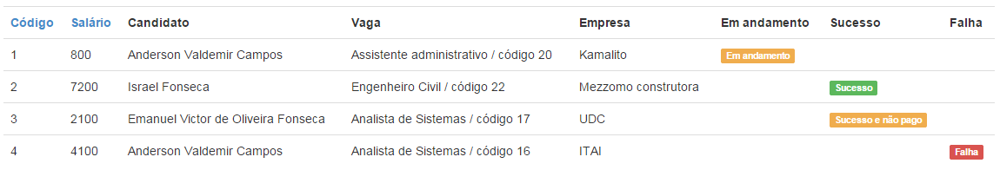 Código Salário Candidato Vaga Empresa Em andamento Sucesso Falha
1 800 Anderson Valdemir Campos Assistente administrativo / código 20 Kamalito Em andamento
2 7200 Israel Fonseca Engenheiro Civil / código 22 Mezzomo construtora Sucesso
3 2100 Emanuel Victor de Oliveira Fonseca Analista de Sistemas / código 17 UDC Sucesso e não pago
4 4100 Anderson Valdemir Campos Analista de Sistemas / código 16 ITAI Falha